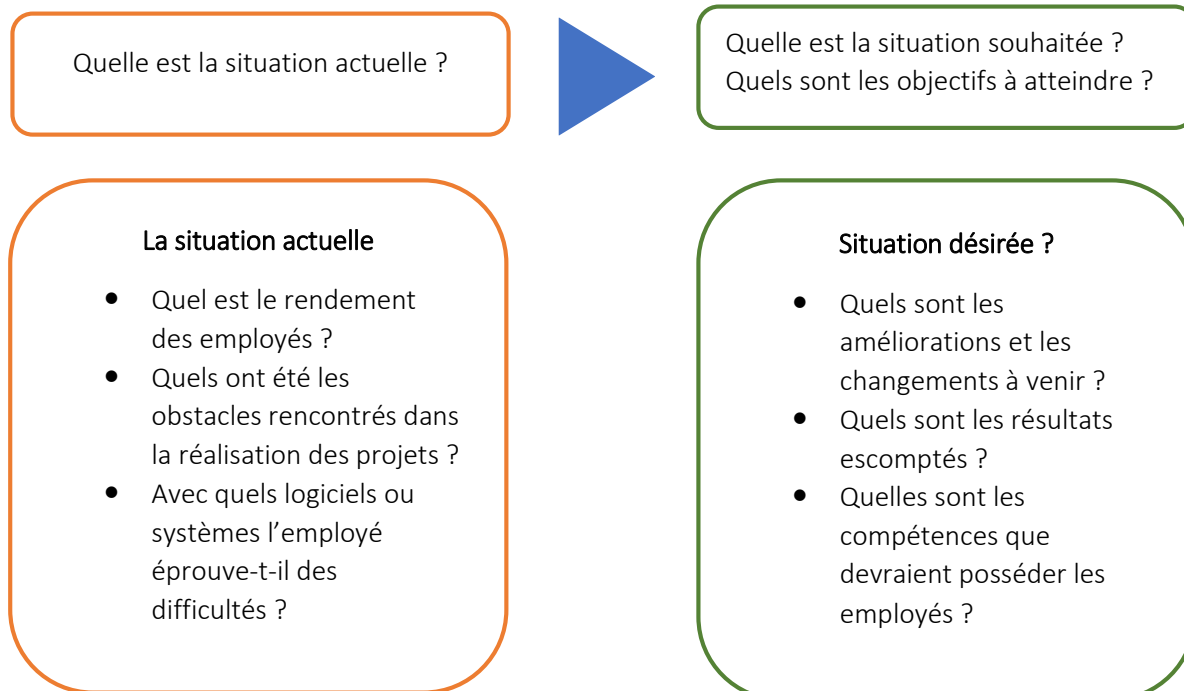 Quelle est la situation actuelle ?
Quelle est la situation souhaitée ?
Quels sont les objectifs à atteindre ?
La situation actuelle
• Quel est le rendement
des employés ?
• Quels ont été les
obstacles rencontrés dans
la réalisation des projets ?
• Avec quels logiciels ou
systèmes l’employé
éprouve-t-il des
difficultés ?
Situation désirée ?
• Quels sont les
améliorations et les
changements à venir ?
• Quels sont les résultats
escomptés ?
• Quelles sont les
compétences que
devraient posséder les
employés ?